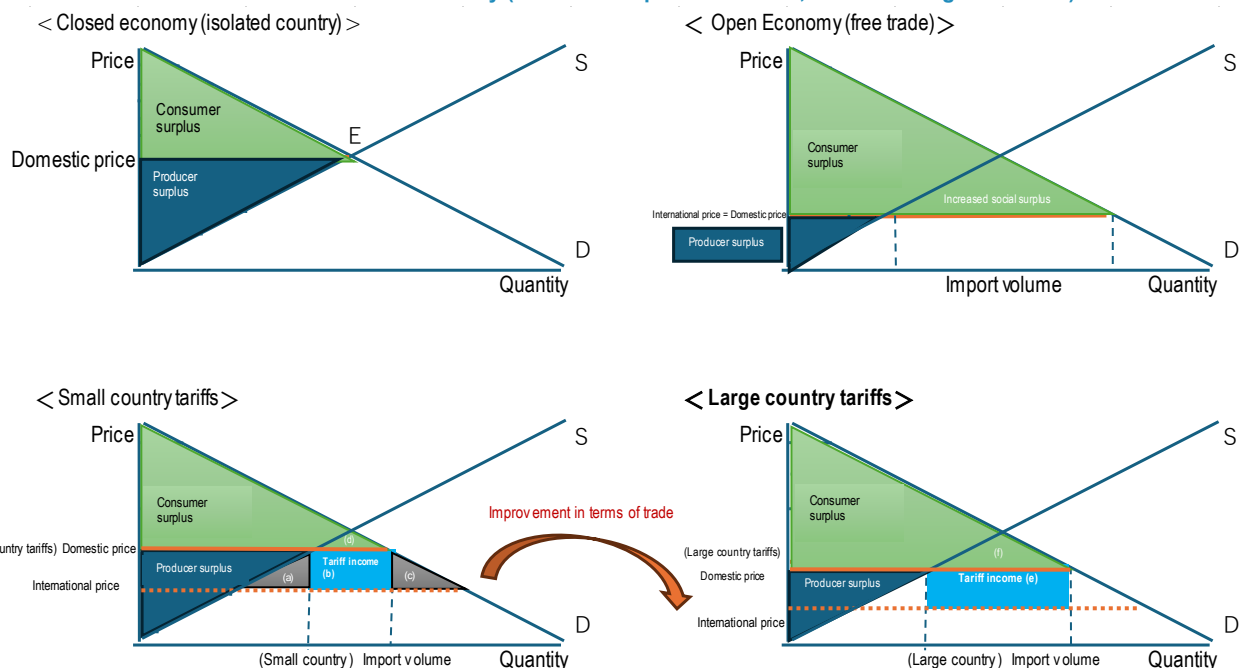 < Closed economy (isolated country) >
Price
S
Consumer
surplus
E
Domestic price
Producer
surplus
D
Quantity
< Open Economy (free trade) >
Price
S
Consumer
surplus
Increased social surplus
International price = Domestic price
Producer surplus
D
Import volume
Quantity
< Small country tariffs >
Price
S
Consumer
surplus
(d)
country tariffs) Domestic price
Tariff income
(b)
Producer surplus
(a)
(c)
International price
D
(Small country) Import volume
Quantity
Improvement in terms of trade
< Large country tariffs >
Price
S
Consumer
surplus
(f)
(Large country tariffs)
Domestic price
Producer surplus
Tariff income (e)
International price
D
(Large country) Import volume
Quantity